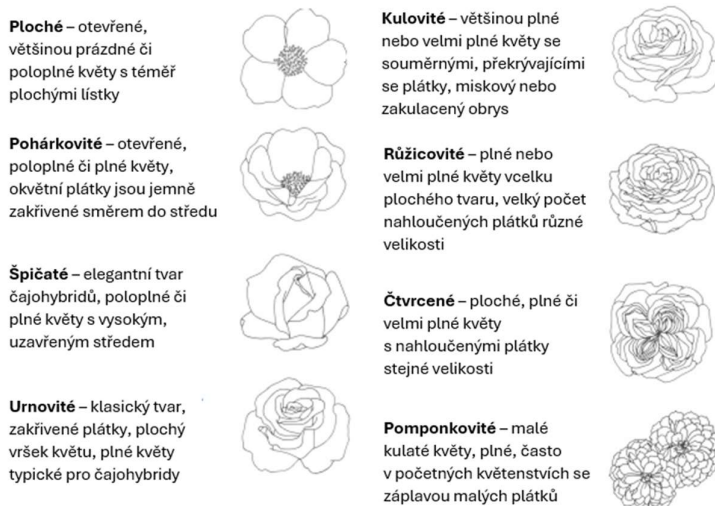 Ploché – otevřené,
většinou prázdné či
poloplné květy s téměř
plochými lístky
Pohárkovité – otevřené,
poloplné či plné květy,
okvětní plátky jsou jemně
zakřivené směrem do středu
Špičaté – elegantní tvar
čajohybridů, poloplné či
plné květy s vysokým,
uzavřeným středem
Urnovité – klasický tvar,
zakřivené plátky, plochý
vršek květu, plné květy
typické pro čajohybridy
Kulovité – většinou plné
nebo velmi plné květy se
souměrnými, překrývajícími
se plátky, miskový nebo
zakulacený obrys
Růžicovité – plné nebo
velmi plné květy vcelku
plochého tvaru, velký počet
nahloučených plátků různé
velikosti
Čtvrcené – ploché, plné či
velmi plné květy
s nahloučenými plátky
stejné velikosti
Pomponkovité – malé
kulaté květy, plné, často
v početných květenstvích se
záplavou malých plátků